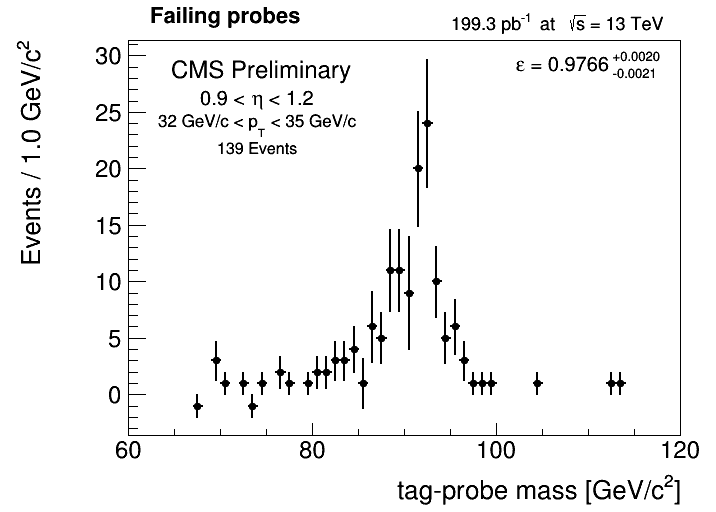 Failing probes
199.3 pb⁻¹ at √s = 13 TeV
CMS Preliminary
0.9 < η < 1.2
32 GeV/c < p_T < 35 GeV/c
139 Events
ε = 0.9766 +0.0020 -0.0021
Events / 1.0 GeV/c²
30
25
20
15
10
5
0
60 80 100 120
tag-probe mass [GeV/c²]